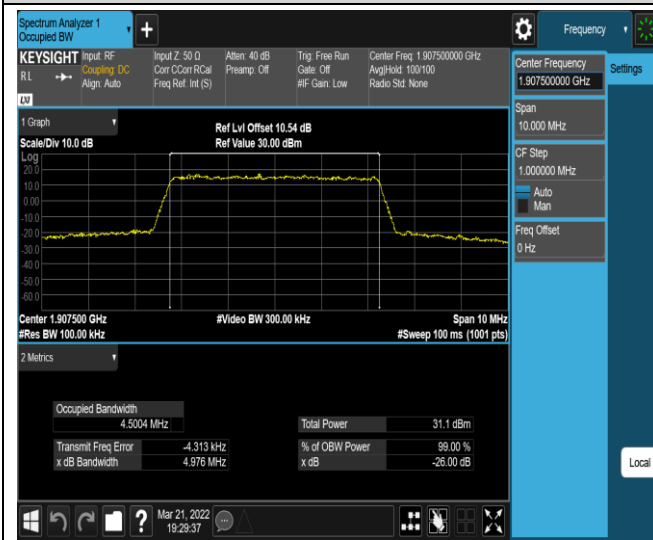 Spectrum Analyzer 1
Occupied BW
+
Frequency
KEYSIGHT
RL
LXI
Input: RF
Coupling: DC
Align: Auto
Input Z: 50 Ω
Corr CCorr RCal
Freq Ref: Int (S)
Atten: 40 dB
Preamp: Off
Trig: Free Run
Gate: Off
#IF Gain: Low
Center Freq: 1.907500000 GHz
Avg|Hold: 100/100
Radio Std: None
Center Frequency
1.907500000 GHz
Settings
Span
10.000 MHz
CF Step
1.000000 MHz
Auto
Man
Freq Offset
0 Hz
Local
1 Graph
Scale/Div 10.0 dB
Ref Lvl Offset 10.54 dB
Ref Value 30.00 dBm
Log
20.0
10.0
0.00
-10.0
-20.0
-30.0
-40.0
-50.0
-60.0
Center 1.907500 GHz
#Res BW 100.00 kHz
#Video BW 300.00 kHz
Span 10 MHz
#Sweep 100 ms (1001 pts)
2 Metrics
Occupied Bandwidth
4.5004 MHz
Total Power 31.1 dBm
Transmit Freq Error -4.313 kHz
% of OBW Power 99.00 %
x dB Bandwidth 4.976 MHz
x dB -26.00 dB
?
Mar 21, 2022
19:29:37